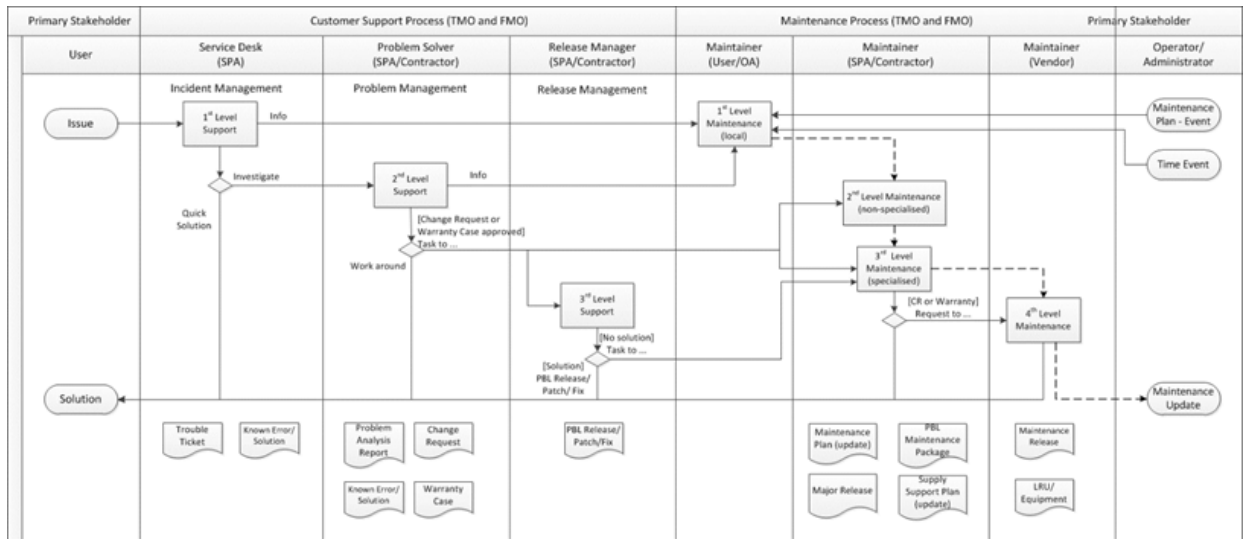 Primary Stakeholder
Customer Support Process (TMO and FMO)
Maintenance Process (TMO and FMO)
Primary Stakeholder
User
Service Desk
(SPA)
Problem Solver
(SPA/Contractor)
Release Manager
(SPA/Contractor)
Maintainer
(User/OA)
Maintainer
(SPA/Contractor)
Maintainer
(Vendor)
Operator/
Administrator
Incident Management
Problem Management
Release Management
Issue
1st Level
Support
Info
1st Level
Maintenance
(local)
Maintenance
Plan - Event
Time Event
Investigate
2nd Level
Support
Info
2nd Level Maintenance
(non-specialised)
Quick
Solution
[Change Request or
Warranty Case approved]
Task to ...
Work around
3rd Level
Maintenance
(specialised)
3rd Level
Support
[CR or Warranty]
Request to ...
4th Level
Maintenance
[No solution]
Task to ...
[Solution]
PBL Release/
Patch/ Fix
Solution
Maintenance
Update
Trouble
Ticket
Known Error/
Solution
Problem
Analysis
Report
Change
Request
PBL Release/
Patch/Fix
Maintenance
Plan (update)
PBL
Maintenance
Package
Maintenance
Release
Known Error/
Solution
Warranty
Case
Major Release
Supply
Support Plan
(update)
LRU/
Equipment